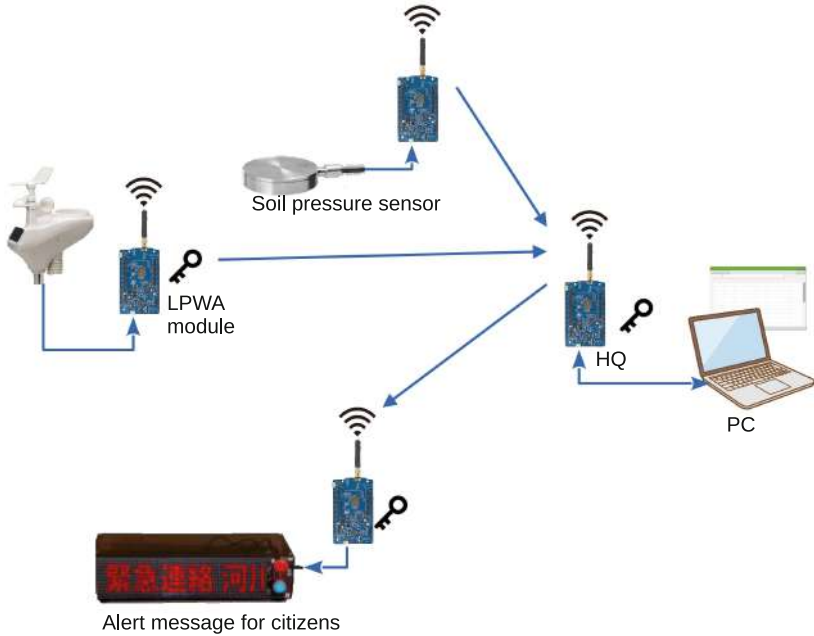 Soil pressure sensor
LPWA
module
HQ
PC
緊急連絡 河川
Alert message for citizens